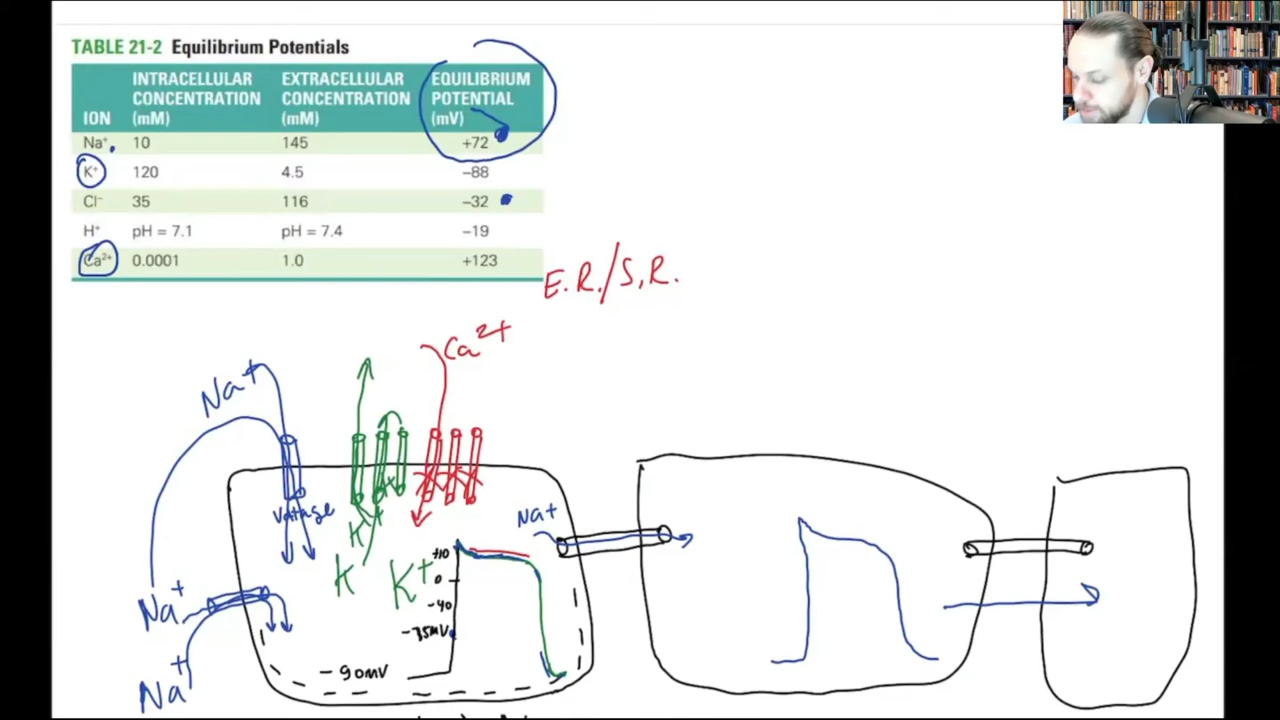 TABLE 21-2 Equilibrium Potentials
ION INTRACELLULAR CONCENTRATION (mM) EXTRACELLULAR CONCENTRATION (mM) EQUILIBRIUM POTENTIAL (mV)
Na⁺ 10 145 +72
K⁺ 120 4.5 –88
Cl⁻ 35 116 –32
H⁺ pH = 7.1 pH = 7.4 –19
Ca²⁺ 0.0001 1.0 +123
E.R./S.R.
Ca²⁺
Na⁺
Na⁺
K⁺
K
K⁺
+10
0
-40
-90mV
Na⁺
Na⁺